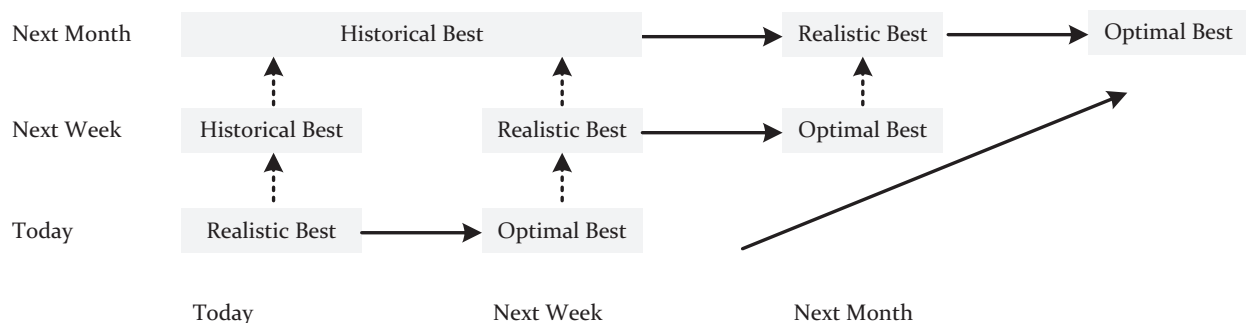 Next Month Historical Best Realistic Best Optimal Best
Next Week Historical Best Realistic Best Optimal Best
Today Realistic Best Optimal Best
Today Next Week Next Month